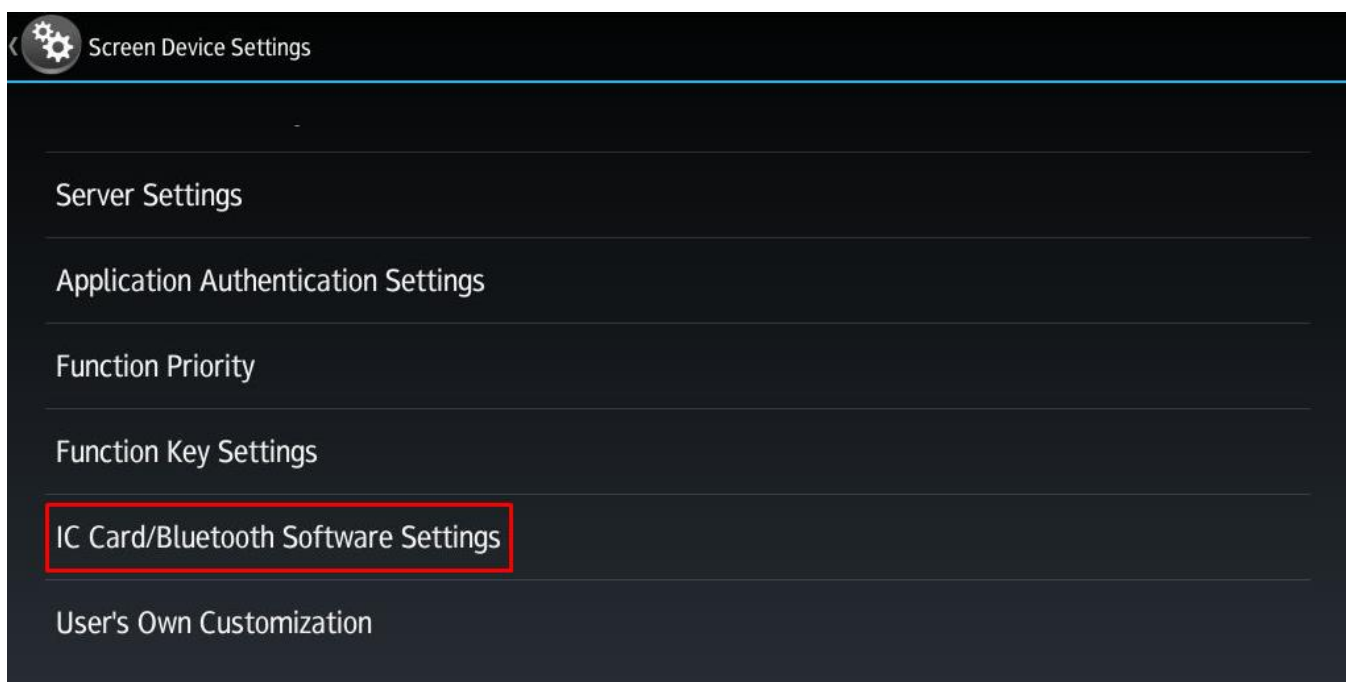 Screen Device Settings
Server Settings
Application Authentication Settings
Function Priority
Function Key Settings
IC Card/Bluetooth Software Settings
User's Own Customization